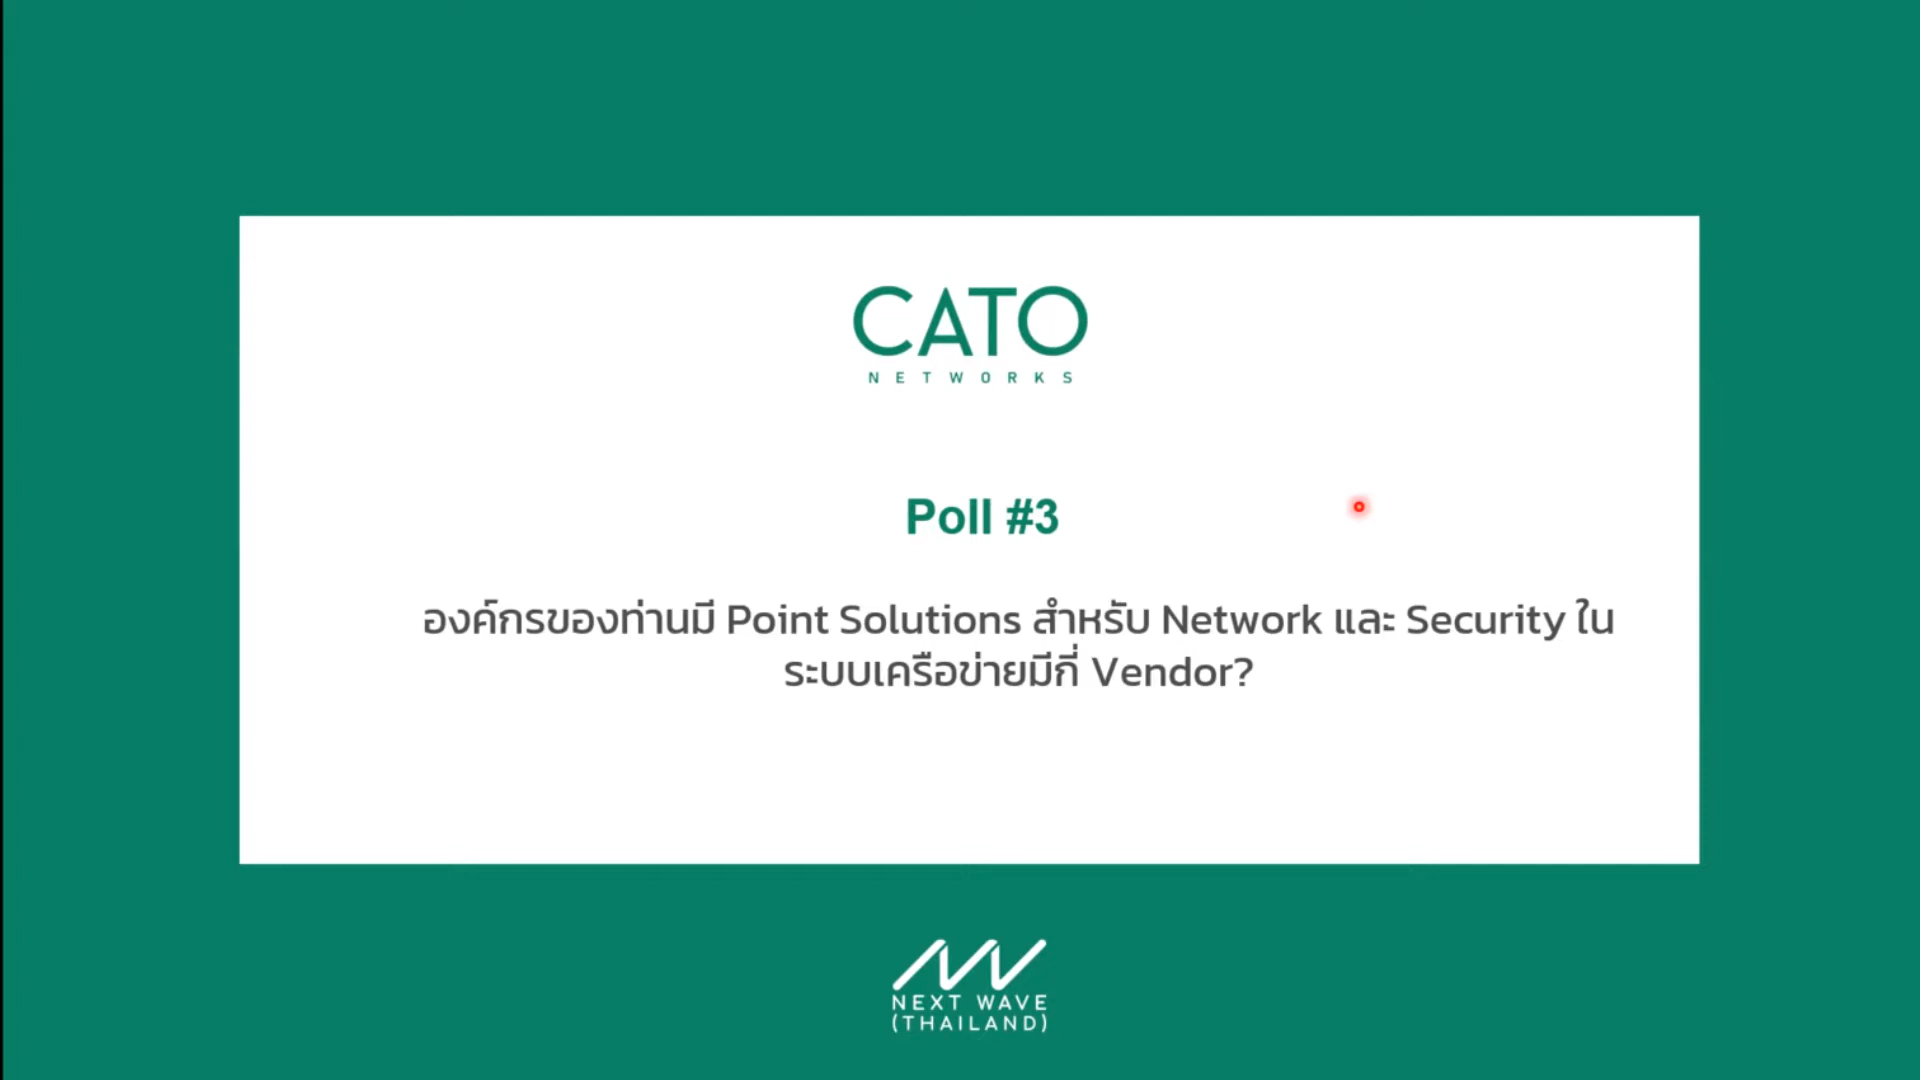 CATO
NETWORKS
Poll #3
องค์กรของท่านมี Point Solutions สำหรับ Network และ Security ใน
ระบบเครือข่ายมีกี่ Vendor?
NEXT WAVE
(THAILAND)